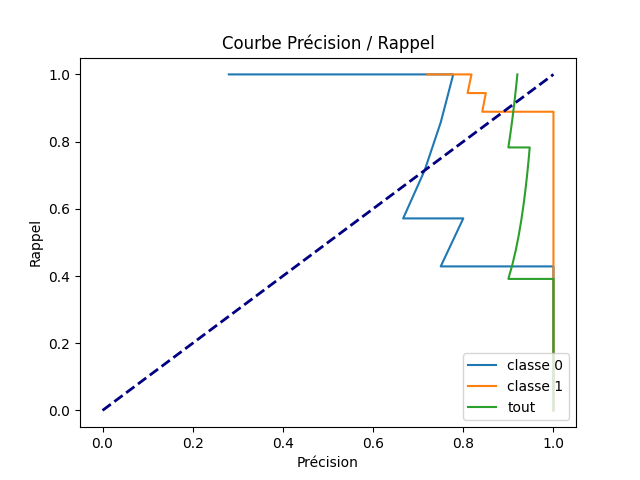 Courbe Précision / Rappel
Rappel
1.0
0.8
0.6
0.4
0.2
0.0
0.0 0.2 0.4 0.6 0.8 1.0
Précision
classe 0
classe 1
tout